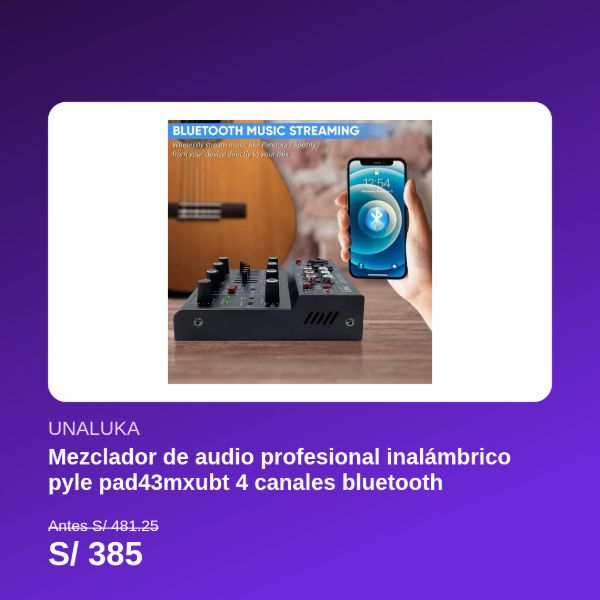 BLUETOOTH MUSIC STREAMING
Wirelessly stream music like Pandora / Spotify
from your device directly to your mix
12:54
UNALUKA
Mezclador de audio profesional inalámbrico
pyle pad43mxubt 4 canales bluetooth
Antes S/ 481.25
S/ 385